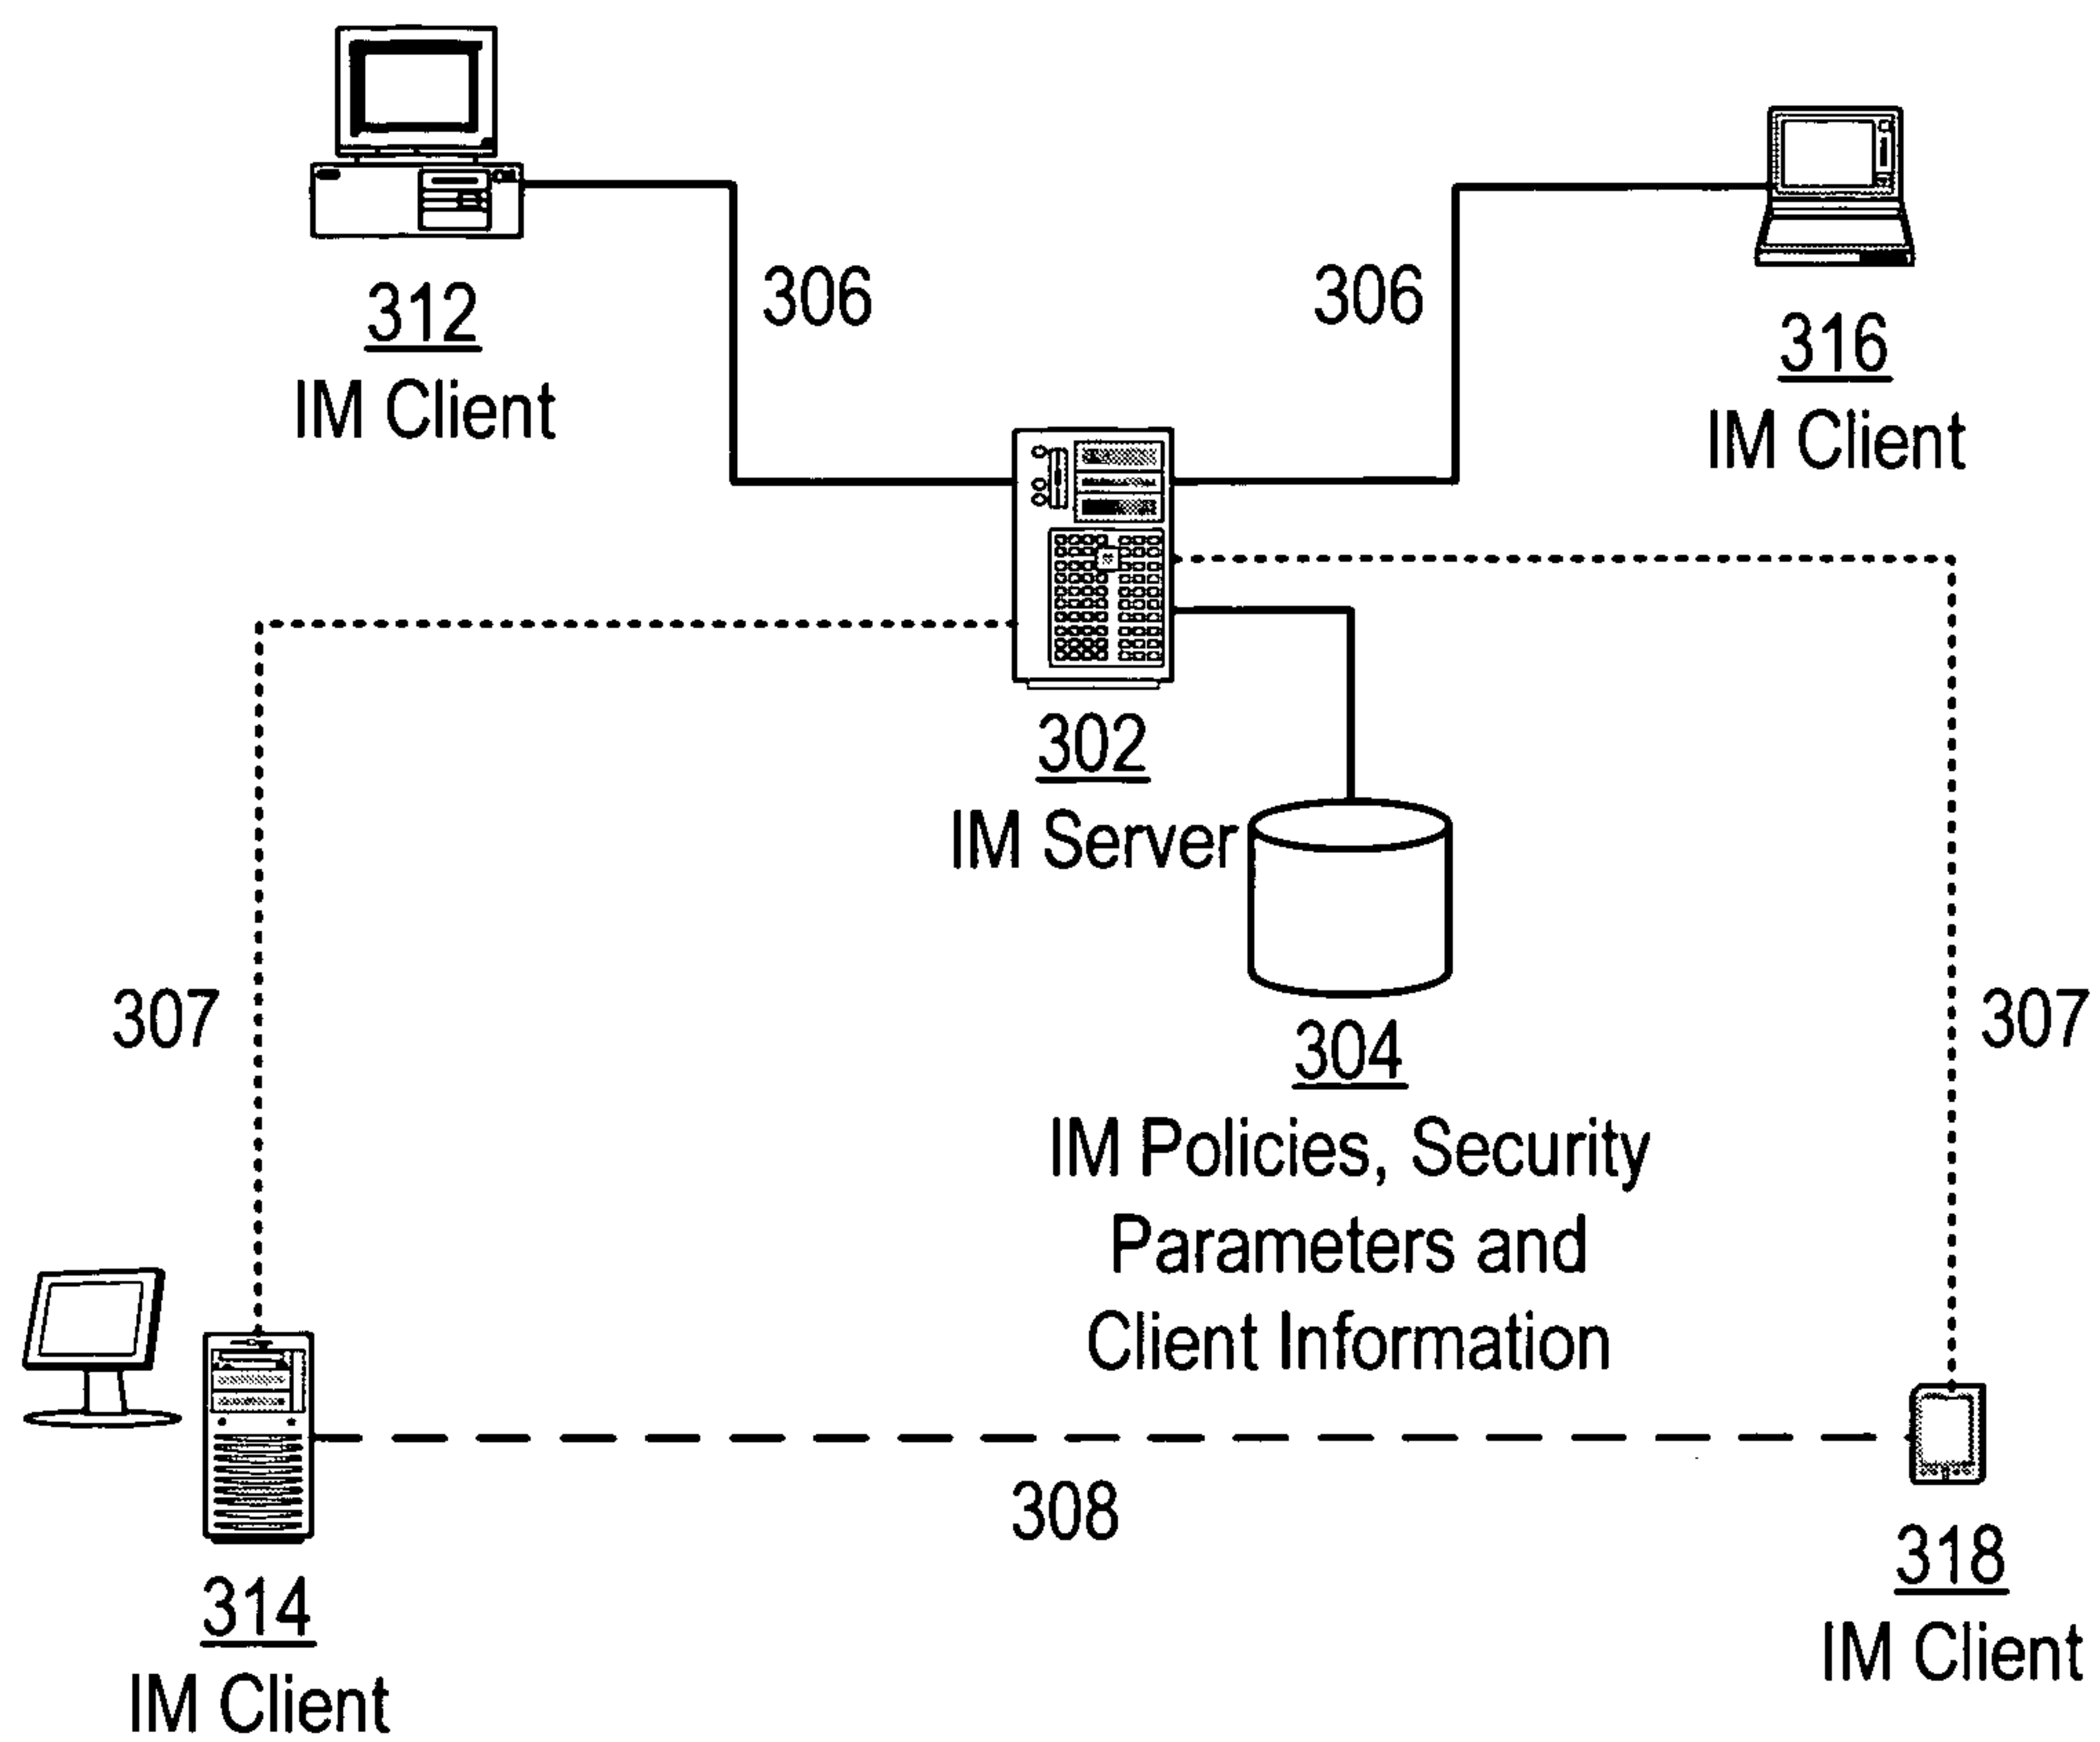 312
IM Client
306
306
316
IM Client
302
IM Server
307
304
IM Policies, Security
Parameters and
Client Information
307
308
314
IM Client
318
IM Client